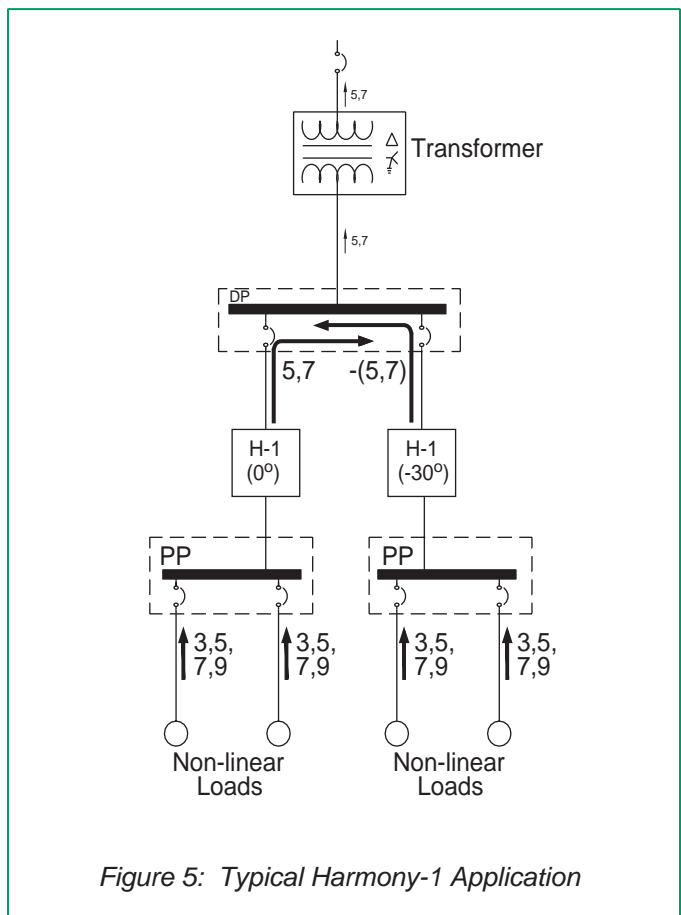 5,7
Δ
Transformer
5,7
DP
5,7 -(5,7)
H-1 H-1
(0º) (-30º)
PP PP
3,5, 3,5, 3,5, 3,5,
7,9 7,9 7,9 7,9
Non-linear Non-linear
Loads Loads
Figure 5: Typical Harmony-1 Application